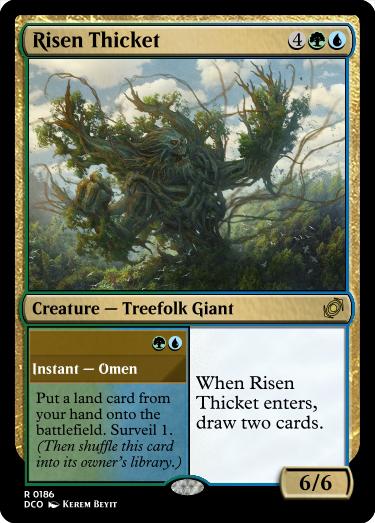 Risen Thicket 4
Creature — Treefolk Giant
Instant — Omen
Put a land card from
your hand onto the
battlefield. Surveil 1.
(Then shuffle this card
into its owner's library.)
When Risen
Thicket enters,
draw two cards.
6/6
R 0186
DCO Kerem Beyit